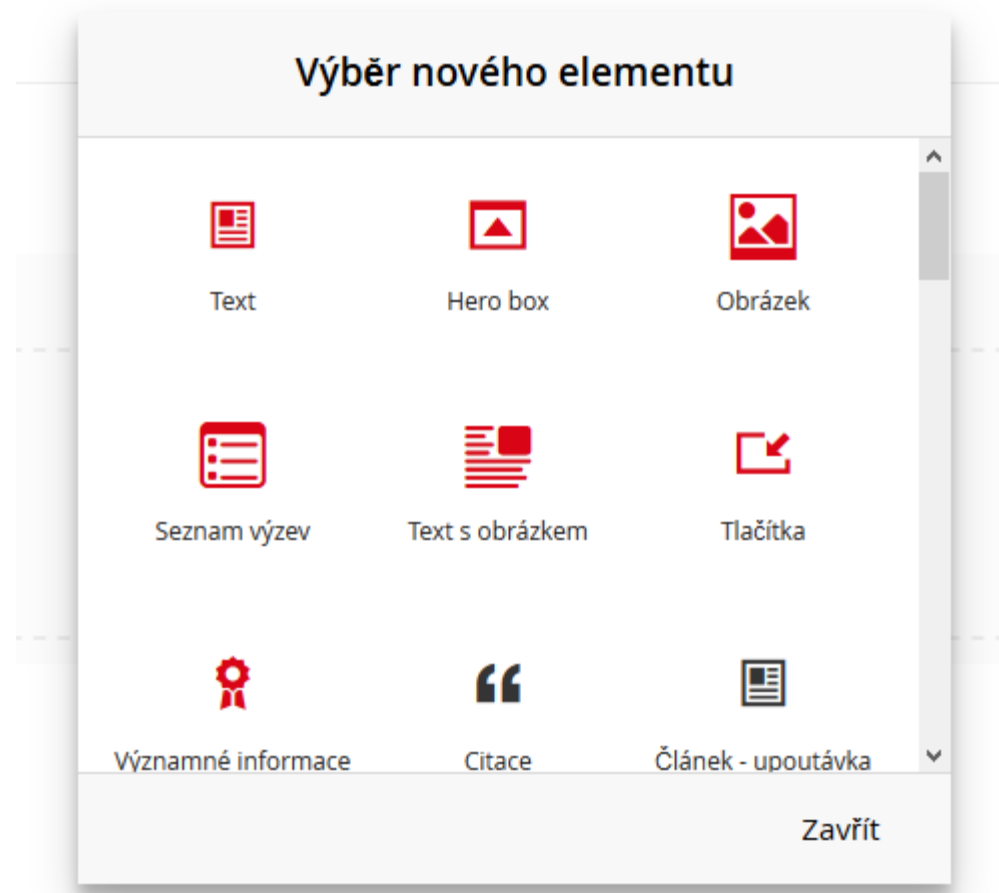 Výběr nového elementu
Text
Hero box
Obrázek
Seznam výzev
Text s obrázkem
Tlačítka
Významné informace
Citace
Článek - upoutávka
Zavřít